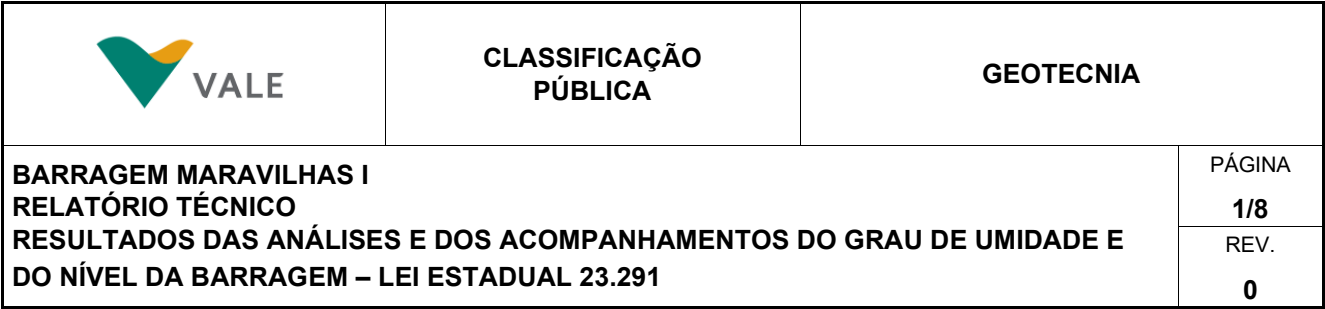 VALE
CLASSIFICAÇÃO
PÚBLICA
GEOTECNIA
BARRAGEM MARAVILHAS I
RELATÓRIO TÉCNICO
RESULTADOS DAS ANÁLISES E DOS ACOMPANHAMENTOS DO GRAU DE UMIDADE E
DO NÍVEL DA BARRAGEM – LEI ESTADUAL 23.291
PÁGINA
1/8
REV.
0